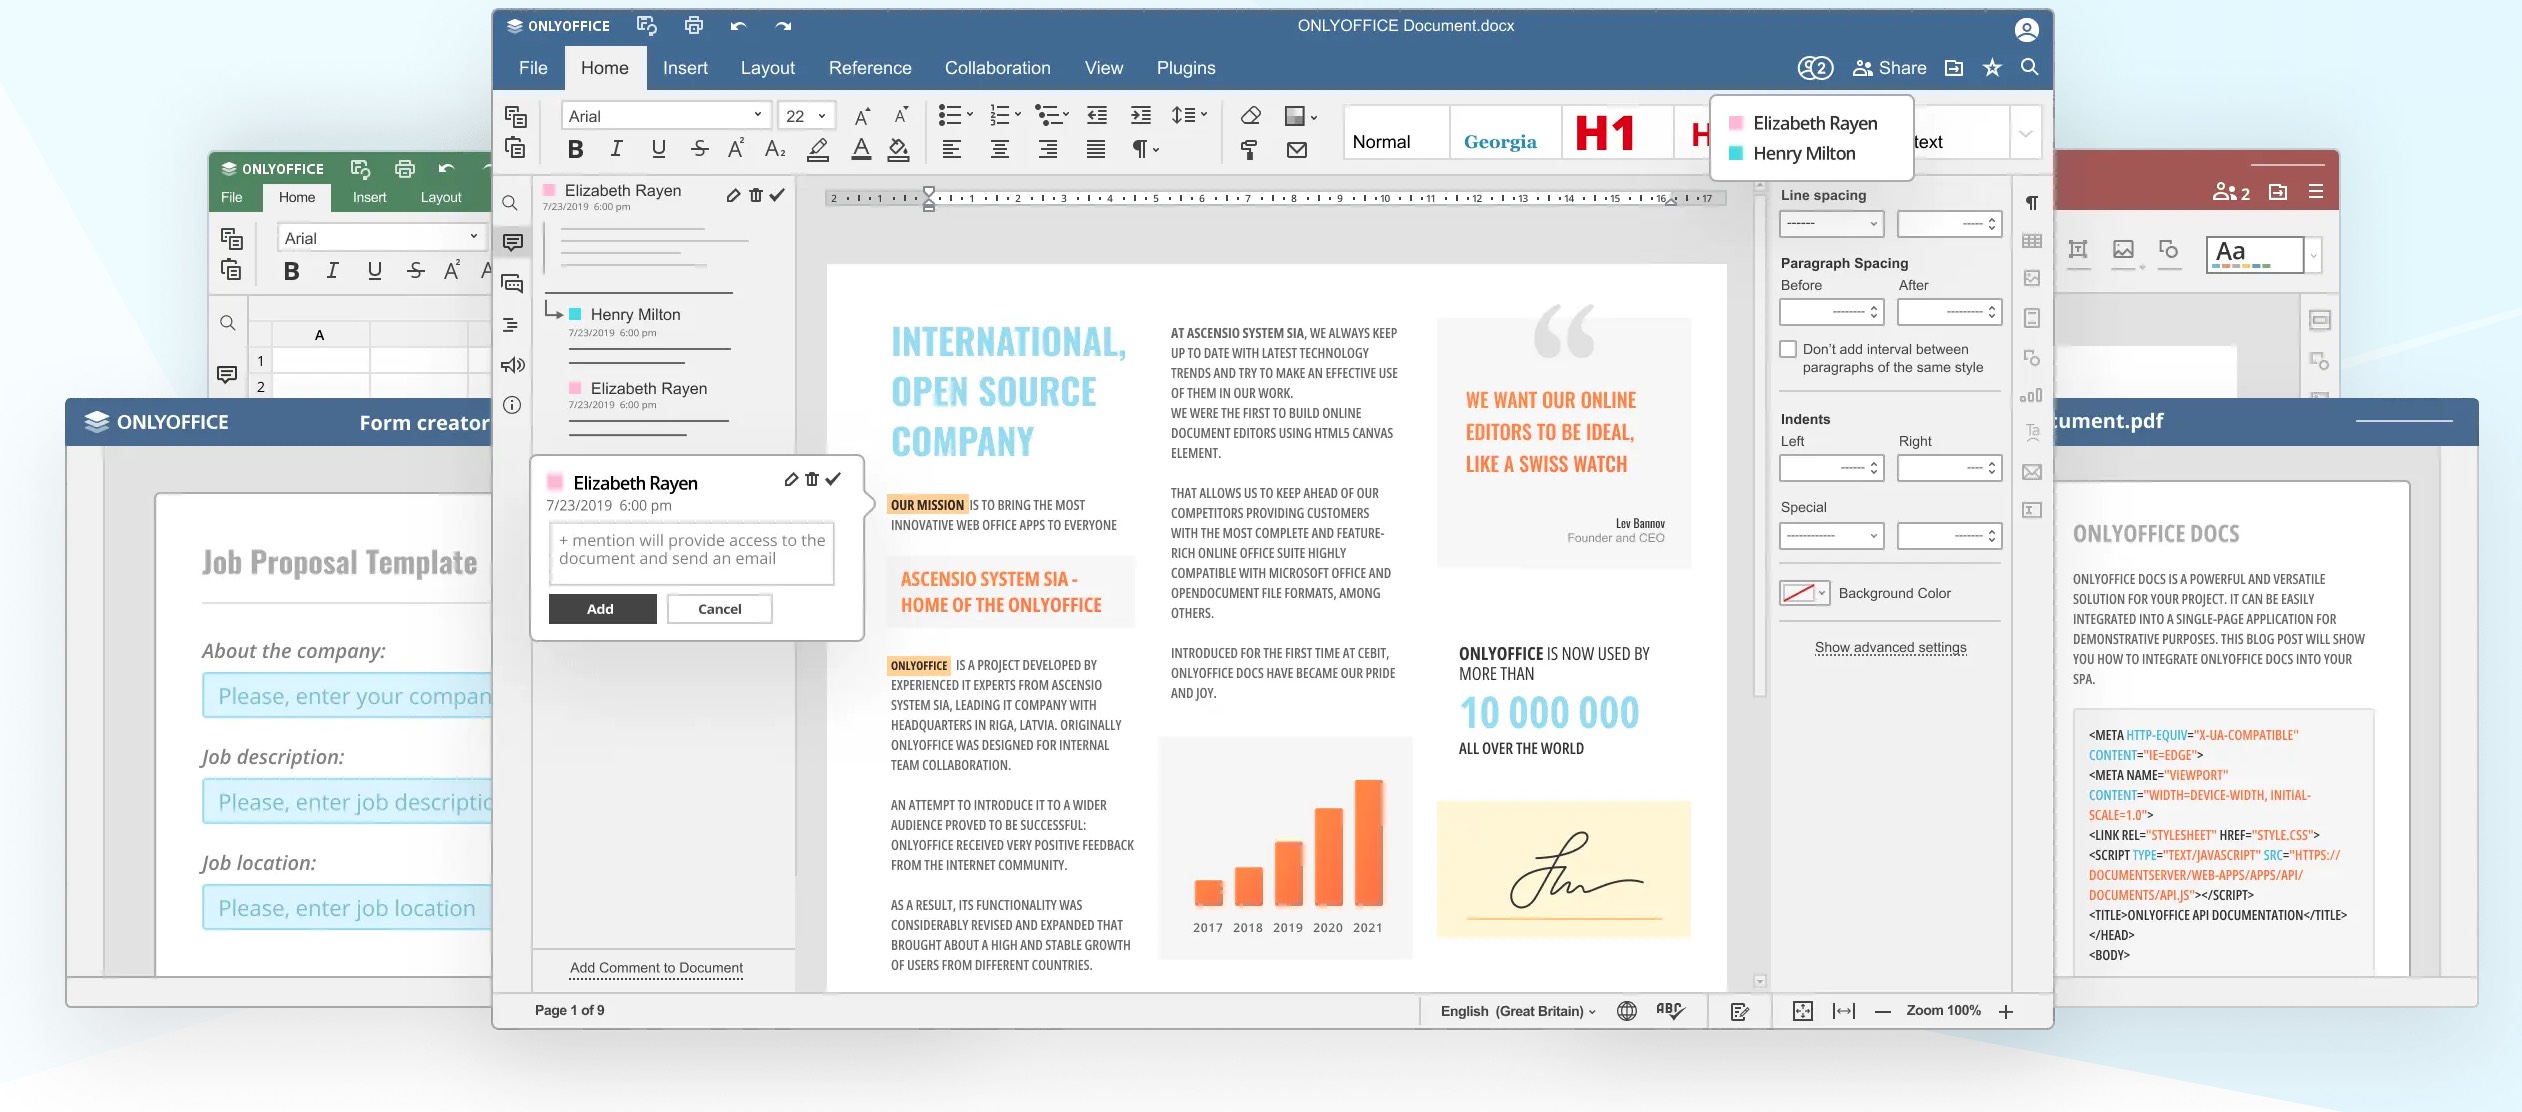 ONLYOFFICE
ONLYOFFICE Document.docx
File Home Insert Layout Reference Collaboration View Plugins
2 Share
Arial 22
Normal
Georgia
H1
H
text
Elizabeth Rayen
Henry Milton
ONLYOFFICE
File Home Insert Layout
Arial
A
1
2
2
Aa
Elizabeth Rayen
7/23/2019 6:00 pm
Henry Milton
7/23/2019 6:00 pm
Elizabeth Rayen
7/23/2019 6:00 pm
Elizabeth Rayen
7/23/2019 6:00 pm
+ mention will provide access to the
document and send an email
Add Cancel
Add Comment to Document
2 1 1 2 3 4 5 6 7 8 9 10 11 12 13 14 15 16 17
INTERNATIONAL,
OPEN SOURCE
COMPANY
OUR MISSION IS TO BRING THE MOST
INNOVATIVE WEB OFFICE APPS TO EVERYONE
ASCENSIO SYSTEM SIA -
HOME OF THE ONLYOFFICE
ONLYOFFICE IS A PROJECT DEVELOPED BY
EXPERIENCED IT EXPERTS FROM ASCENSIO
SYSTEM SIA, LEADING IT COMPANY WITH
HEADQUARTERS IN RIGA, LATVIA. ORIGINALLY
ONLYOFFICE WAS DESIGNED FOR INTERNAL
TEAM COLLABORATION.
AN ATTEMPT TO INTRODUCE IT TO A WIDER
AUDIENCE PROVED TO BE SUCCESSFUL:
ONLYOFFICE RECEIVED VERY POSITIVE FEEDBACK
FROM THE INTERNET COMMUNITY.
AS A RESULT, ITS FUNCTIONALITY WAS
CONSIDERABLY REVISED AND EXPANDED THAT
BROUGHT ABOUT A HIGH AND STABLE GROWTH
OF USERS FROM DIFFERENT COUNTRIES.
AT ASCENSIO SYSTEM SIA, WE ALWAYS KEEP
UP TO DATE WITH LATEST TECHNOLOGY
TRENDS AND TRY TO MAKE AN EFFECTIVE USE
OF THEM IN OUR WORK.
WE WERE THE FIRST TO BUILD ONLINE
DOCUMENT EDITORS USING HTML5 CANVAS
ELEMENT.
THAT ALLOWS US TO KEEP AHEAD OF OUR
COMPETITORS PROVIDING CUSTOMERS
WITH THE MOST COMPLETE AND FEATURE-
RICH ONLINE OFFICE SUITE HIGHLY
COMPATIBLE WITH MICROSOFT OFFICE AND
OPENDOCUMENT FILE FORMATS, AMONG
OTHERS.
INTRODUCED FOR THE FIRST TIME AT CEBIT,
ONLYOFFICE DOCS HAVE BECAME OUR PRIDE
AND JOY.
2017 2018 2019 2020 2021
WE WANT OUR ONLINE
EDITORS TO BE IDEAL,
LIKE A SWISS WATCH
Lev Bannov
Founder and CEO
ONLYOFFICE IS NOW USED BY
MORE THAN
10 000 000
ALL OVER THE WORLD
Line spacing
Paragraph Spacing
Before After
Don't add interval between
paragraphs of the same style
Indents
Left Right
Special
Background Color
Show advanced settings
Page 1 of 9
English (Great Britain)
Zoom 100%
ONLYOFFICE Form creator
Job Proposal Template
About the company:
Please, enter your compan
Job description:
Please, enter job descriptio
Job location:
Please, enter job location
cument.pdf
ONLYOFFICE DOCS
ONLYOFFICE DOCS IS A POWERFUL AND VERSATILE
SOLUTION FOR YOUR PROJECT. IT CAN BE EASILY
INTEGRATED INTO A SINGLE-PAGE APPLICATION FOR
DEMONSTRATIVE PURPOSES. THIS BLOG POST WILL SHOW
YOU HOW TO INTEGRATE ONLYOFFICE DOCS INTO YOUR
SPA.
<META HTTP-EQUIV="X-UA-COMPATIBLE"
CONTENT="IE=EDGE">
<META NAME="VIEWPORT"
CONTENT="WIDTH=DEVICE-WIDTH, INITIAL-
SCALE=1.0">
<LINK REL="STYLESHEET" HREF="STYLE.CSS">
<SCRIPT TYPE="TEXT/JAVASCRIPT" SRC="HTTPS://
DOCUMENTSERVER/WEB-APPS/APPS/API/
DOCUMENTS/API.JS"></SCRIPT>
<TITLE>ONLYOFFICE API DOCUMENTATION</TITLE>
</HEAD>
<BODY>